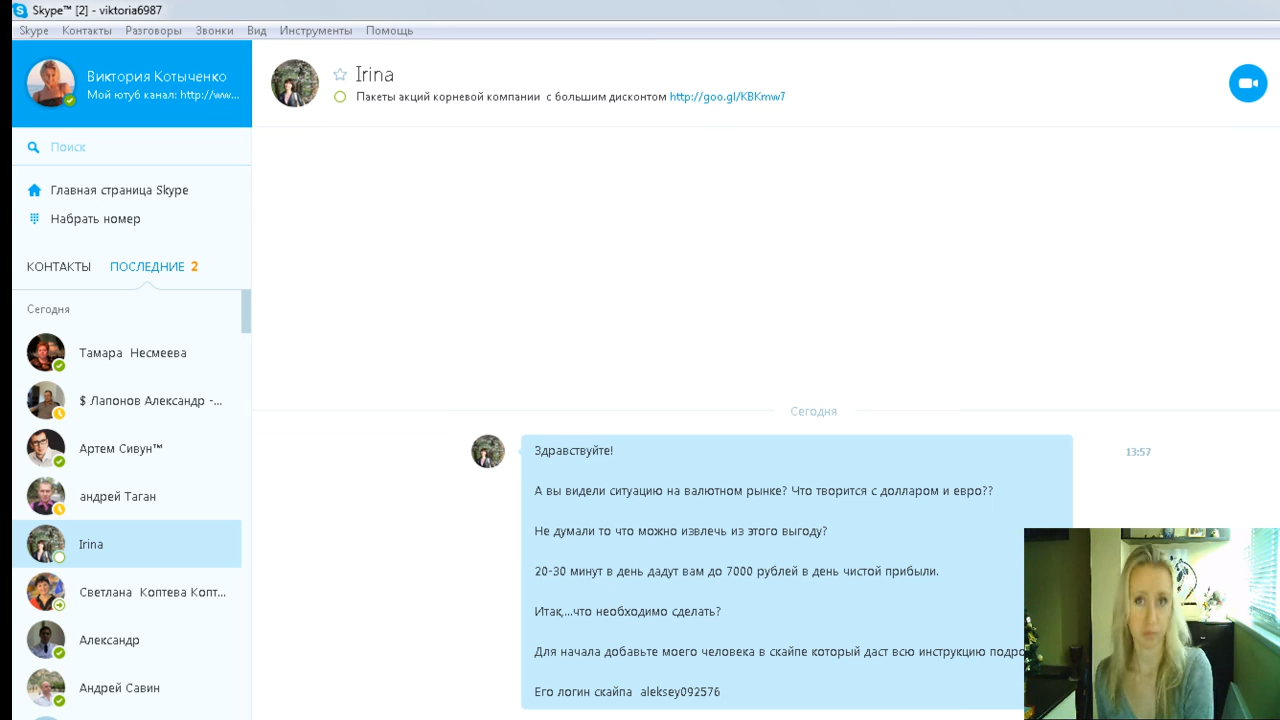 Skype™ [2] - viktoria6987
Skype Контакты Разговоры Звонки Вид Инструменты Помощь
Виктория Котыченко
Мой ютуб канал: http://ww...
Поиск
Главная страница Skype
Набрать номер
КОНТАКТЫ ПОСЛЕДНИЕ 2
Сегодня
Тамара Несмеева
$ Лапонов Александр -...
Артем Сивун™
андрей Таган
Irina
Светлана Коптева Копт...
Александр
Андрей Савин
Irina
Пакеты акций корневой компании с большим дисконтом http://goo.gl/KBKmw7
Сегодня
Здравствуйте!
13:57
А вы видели ситуацию на валютном рынке? Что творится с долларом и евро??
Не думали то что можно извлечь из этого выгоду?
20-30 минут в день дадут вам до 7000 рублей в день чистой прибыли.
Итак,...что необходимо сделать?
Для начала добавьте моего человека в скайпе который даст всю инструкцию подро
Его логин скайпа aleksey092576